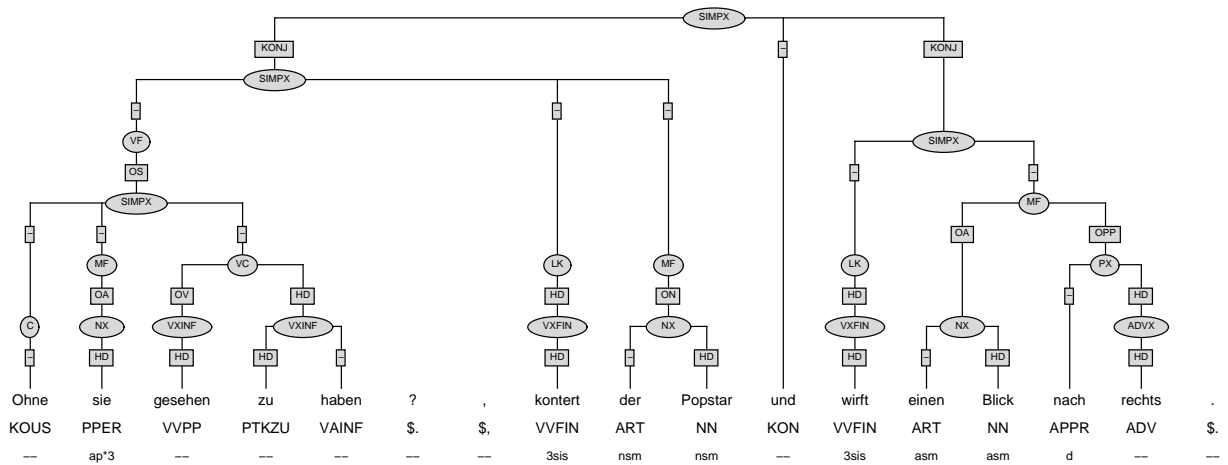 SIMPX
KONJ – KONJ
SIMPX
– – –
VF SIMPX
OS – –
SIMPX MF
– – – OA OPP
MF VC LK MF LK PX
OA OV HD HD ON HD – HD
C NX VXINF VXINF VXFIN NX VXFIN NX ADVX
– HD HD HD – HD – HD HD – HD HD
Ohne sie gesehen zu haben ? , kontert der Popstar und wirft einen Blick nach rechts .
KOUS PPER VVPP PTKZU VAINF $. $, VVFIN ART NN KON VVFIN ART NN APPR ADV $.
–– ap*3 –– –– –– –– –– 3sis nsm nsm –– 3sis asm asm d –– ––